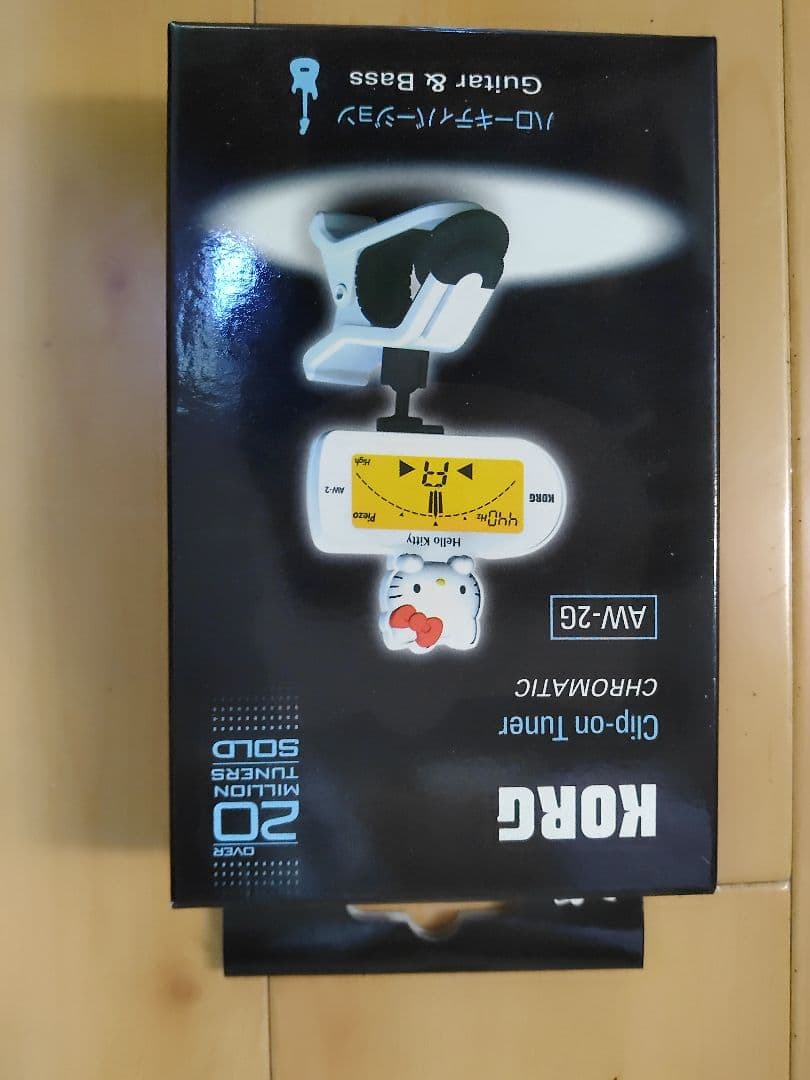 KORG
Clip-on Tuner
CHROMATIC
AW-2G
OVER
20
MILLION
TUNERS
SOLD
Hello Kitty
KORG
440Hz
Piezo
A
High
AW-2
ハローキティバージョン
Guitar & Bass